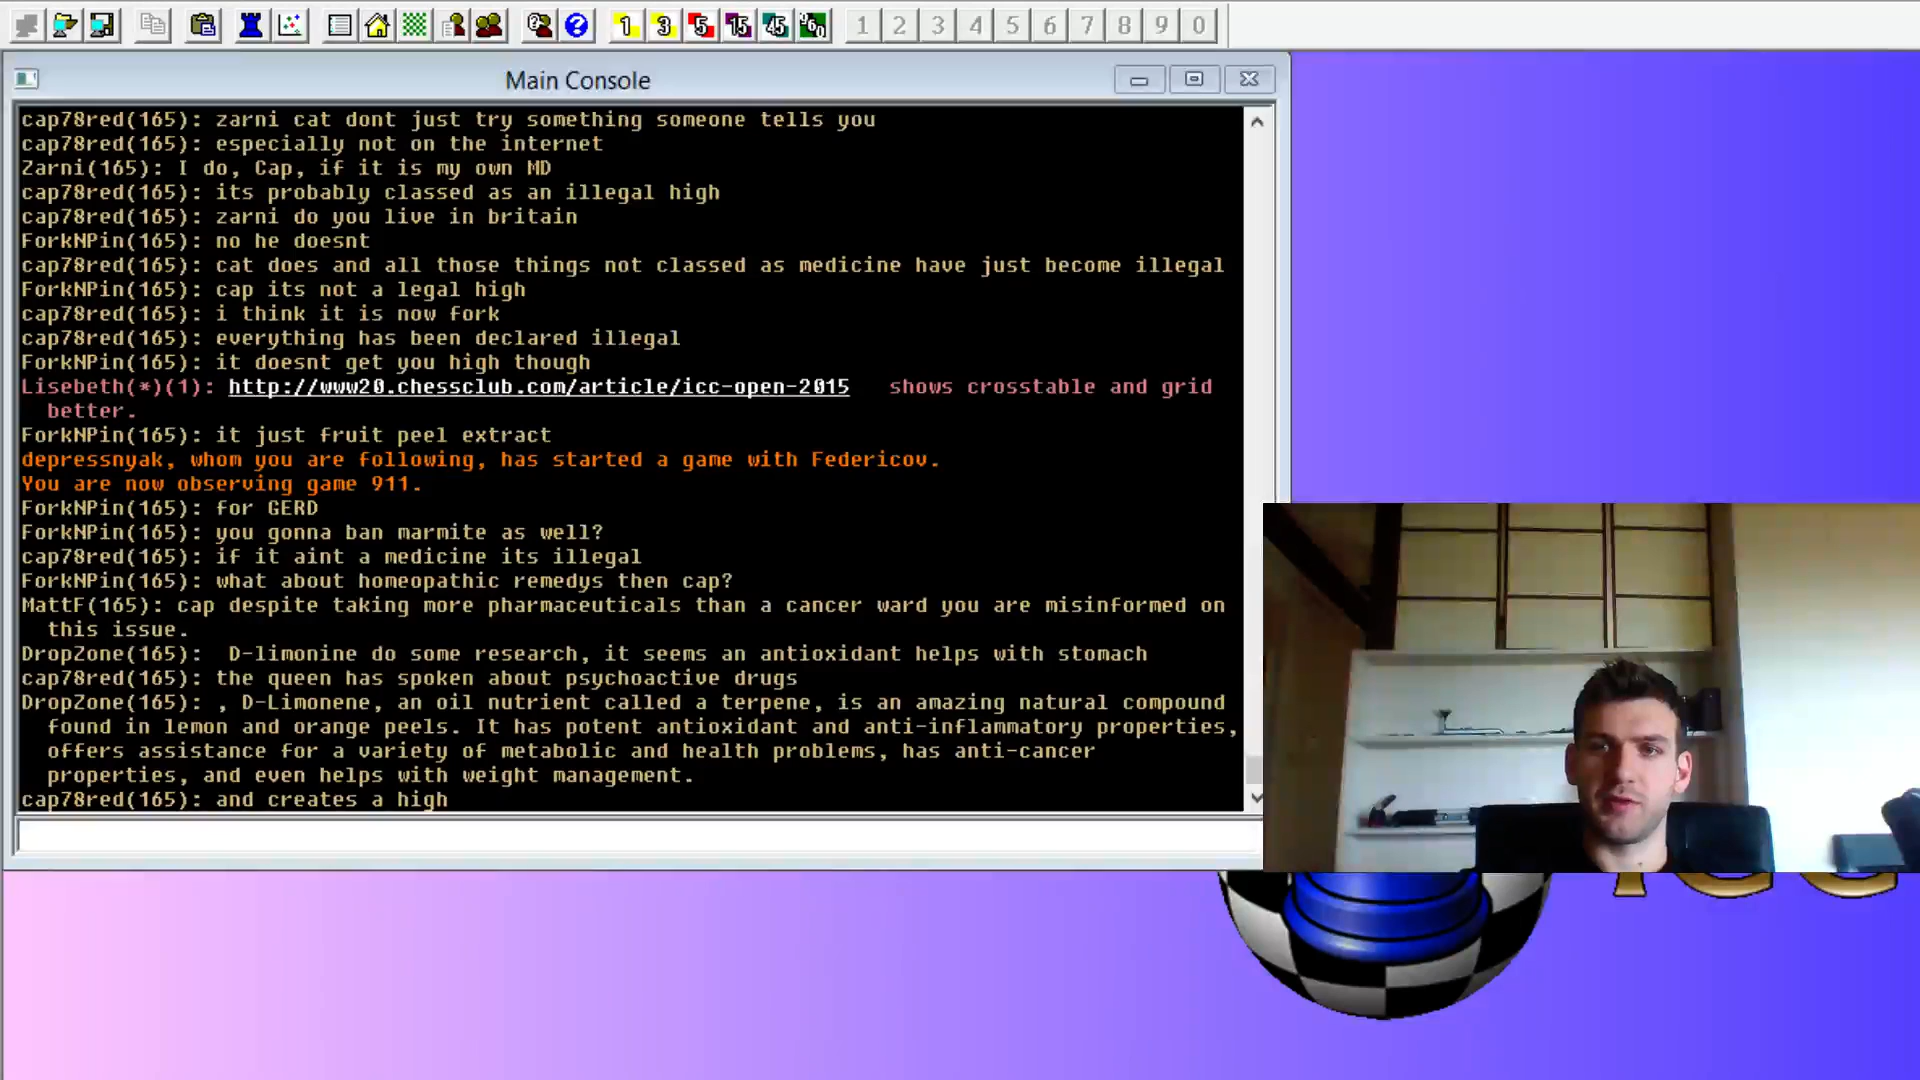 1 3 5 15 45 60 1 2 3 4 5 6 7 8 9 0
Main Console
cap78red(165): zarni cat dont just try something someone tells you
cap78red(165): especially not on the internet
Zarni(165): I do, Cap, if it is my own MD
cap78red(165): its probably classed as an illegal high
cap78red(165): zarni do you live in britain
ForkNPin(165): no he doesnt
cap78red(165): cat does and all those things not classed as medicine have just become illegal
ForkNPin(165): cap its not a legal high
cap78red(165): i think it is now fork
cap78red(165): everything has been declared illegal
ForkNPin(165): it doesnt get you high though
Lisebeth(*)(1): http://www20.chessclub.com/article/icc-open-2015 shows crosstable and grid
better.
ForkNPin(165): it just fruit peel extract
depressnyak, whom you are following, has started a game with Federicov.
You are now observing game 911.
ForkNPin(165): for GERD
ForkNPin(165): you gonna ban marmite as well?
cap78red(165): if it aint a medicine its illegal
ForkNPin(165): what about homeopathic remedys then cap?
MattF(165): cap despite taking more pharmaceuticals than a cancer ward you are misinformed on
this issue.
DropZone(165): D-limonine do some research, it seems an antioxidant helps with stomach
cap78red(165): the queen has spoken about psychoactive drugs
DropZone(165): , D-Limonene, an oil nutrient called a terpene, is an amazing natural compound
found in lemon and orange peels. It has potent antioxidant and anti-inflammatory properties,
offers assistance for a variety of metabolic and health problems, has anti-cancer
properties, and even helps with weight management.
cap78red(165): and creates a high